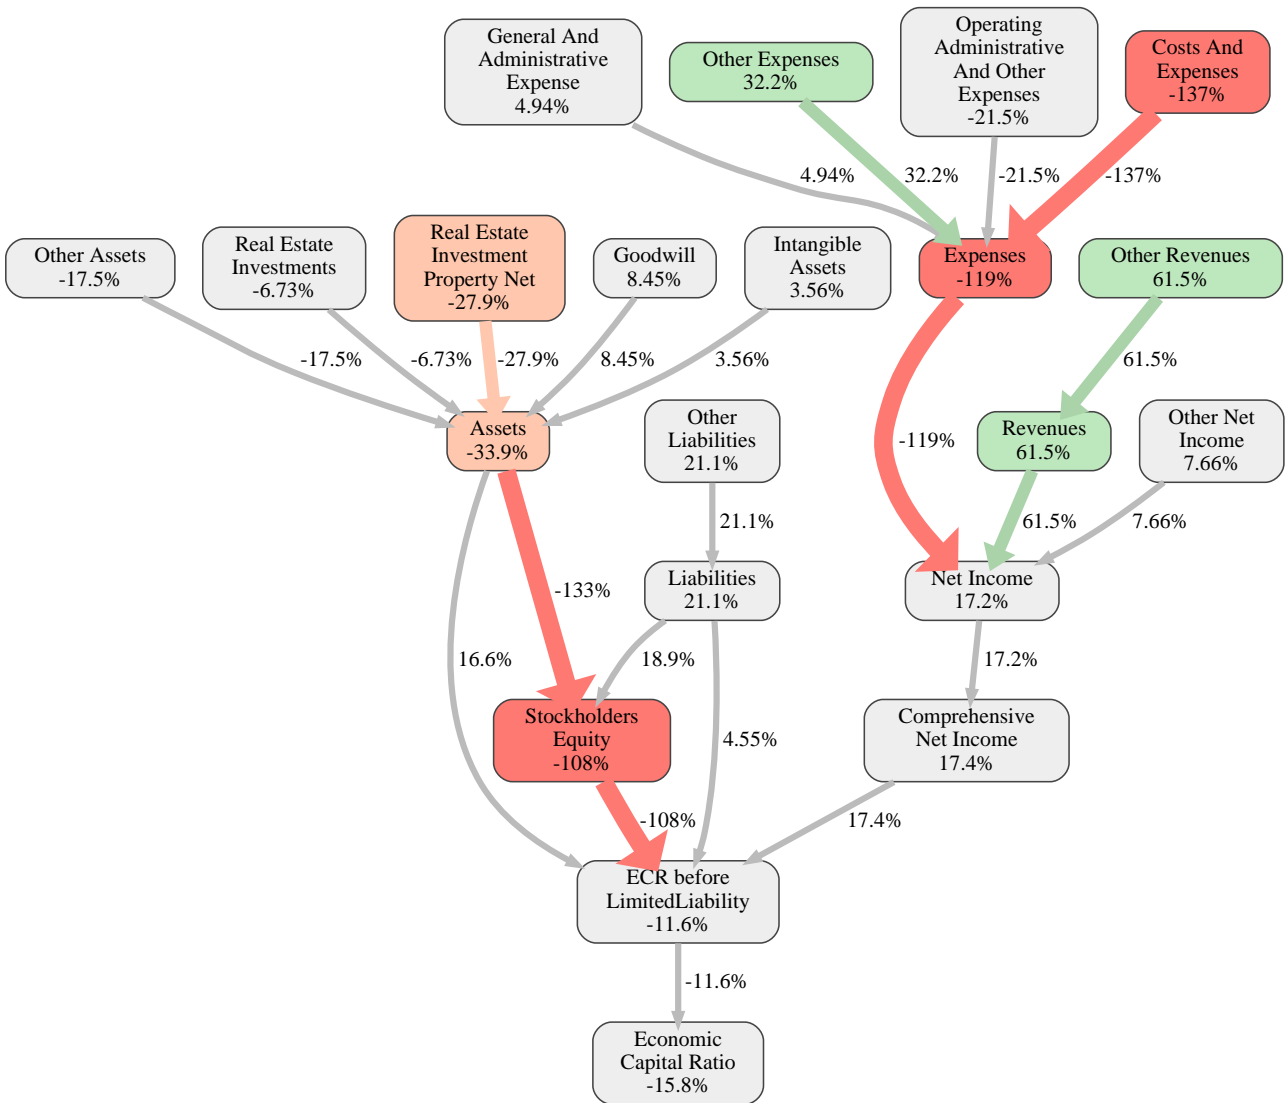 General And
Administrative
Expense
4.94%
Other Expenses
32.2%
Operating
Administrative
And Other
Expenses
-21.5%
Costs And
Expenses
-137%
4.94%
32.2%
-21.5%
-137%
Other Assets
-17.5%
Real Estate
Investments
-6.73%
Real Estate
Investment
Property Net
-27.9%
Goodwill
8.45%
Intangible
Assets
3.56%
Expenses
-119%
Other Revenues
61.5%
-17.5%
-6.73%
-27.9%
8.45%
3.56%
61.5%
Assets
-33.9%
Other
Liabilities
21.1%
-119%
Revenues
61.5%
Other Net
Income
7.66%
21.1%
61.5%
7.66%
-133%
Liabilities
21.1%
Net Income
17.2%
16.6%
18.9%
17.2%
Stockholders
Equity
-108%
4.55%
Comprehensive
Net Income
17.4%
-108%
17.4%
ECR before
LimitedLiability
-11.6%
-11.6%
Economic
Capital Ratio
-15.8%